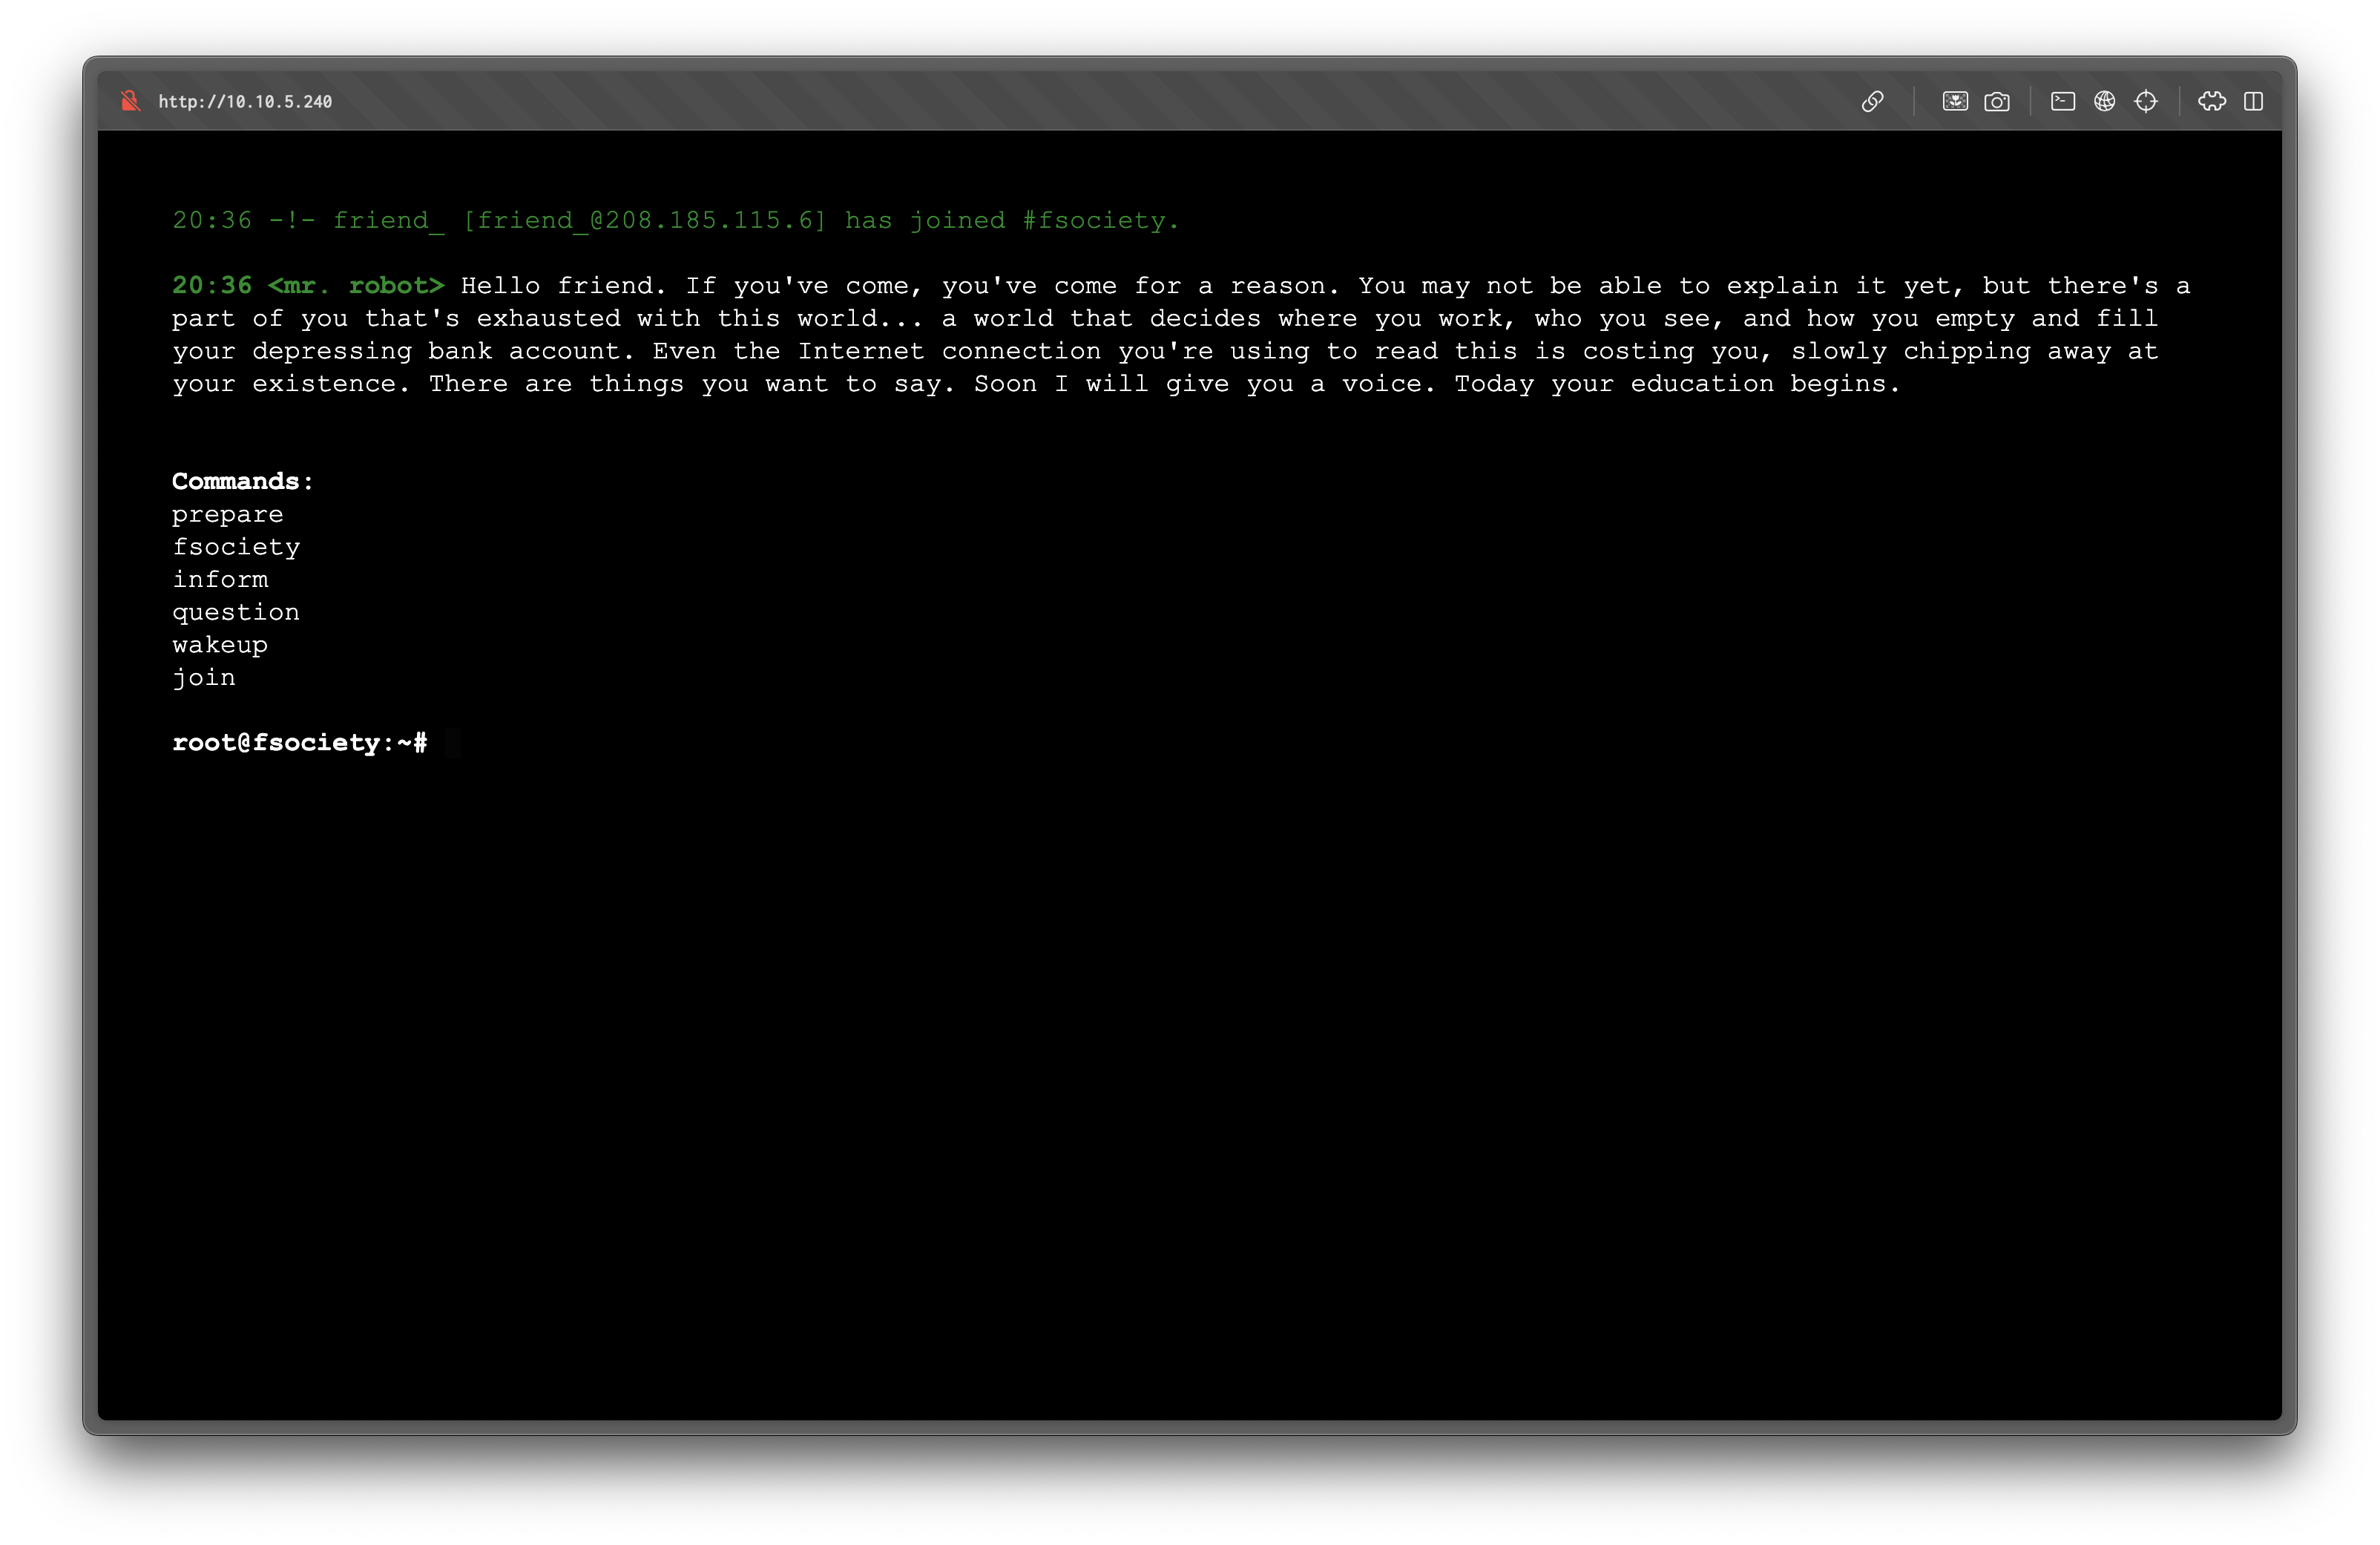 http://10.10.5.240
20:36 -!- friend_ [friend_@208.185.115.6] has joined #fsociety.
20:36 <mr. robot> Hello friend. If you've come, you've come for a reason. You may not be able to explain it yet, but there's a
part of you that's exhausted with this world... a world that decides where you work, who you see, and how you empty and fill
your depressing bank account. Even the Internet connection you're using to read this is costing you, slowly chipping away at
your existence. There are things you want to say. Soon I will give you a voice. Today your education begins.
Commands:
prepare
fsociety
inform
question
wakeup
join
root@fsociety:~#